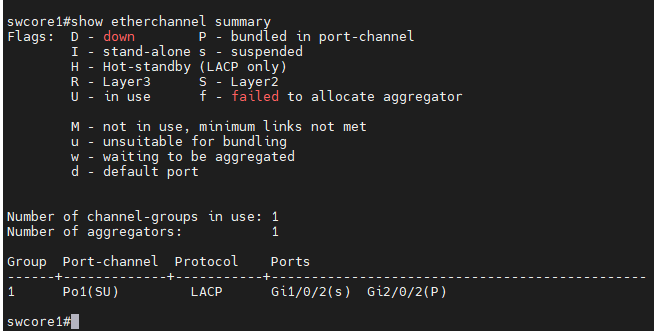 swcore1#show etherchannel summary
Flags:  D - down        P - bundled in port-channel
        I - stand-alone s - suspended
        H - Hot-standby (LACP only)
        R - Layer3      S - Layer2
        U - in use      f - failed to allocate aggregator
        M - not in use, minimum links not met
        u - unsuitable for bundling
        w - waiting to be aggregated
        d - default port
Number of channel-groups in use: 1
Number of aggregators:           1
Group  Port-channel  Protocol    Ports
------+-------------+-----------+-----------------------------------------------
1      Po1(SU)         LACP      Gi1/0/2(s)  Gi2/0/2(P)
swcore1#